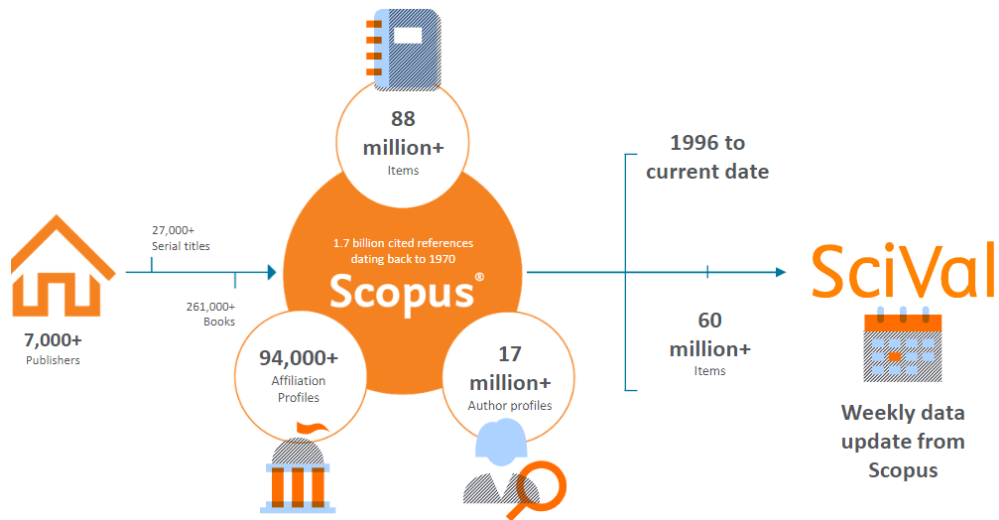 7,000+
Publishers
27,000+
Serial titles
261,000+
Books
88
million+
Items
1.7 billion cited references
dating back to 1970
Scopus®
94,000+
Affiliation
Profiles
17
million+
Author profiles
1996 to
current date
60
million+
Items
SciVal
Weekly data
update from
Scopus